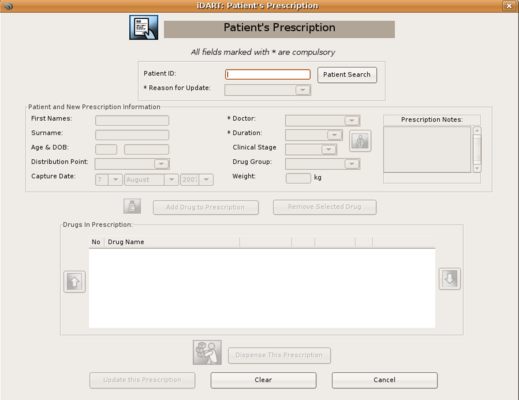 iDART: Patient's Prescription
Patient's Prescription
All fields marked with * are compulsory
Patient ID:
Patient Search
* Reason for Update:
Patient and New Prescription Information
First Names:
* Doctor:
Prescription Notes:
Surname:
* Duration:
Age & DOB:
Clinical Stage
Distribution Point:
Drug Group:
Capture Date:
7
August
Weight:
kg
Add Drug to Prescription
Remove Selected Drug
Drugs In Prescription:
No
Drug Name
Dispense This Prescription
Update this Prescription
Clear
Cancel